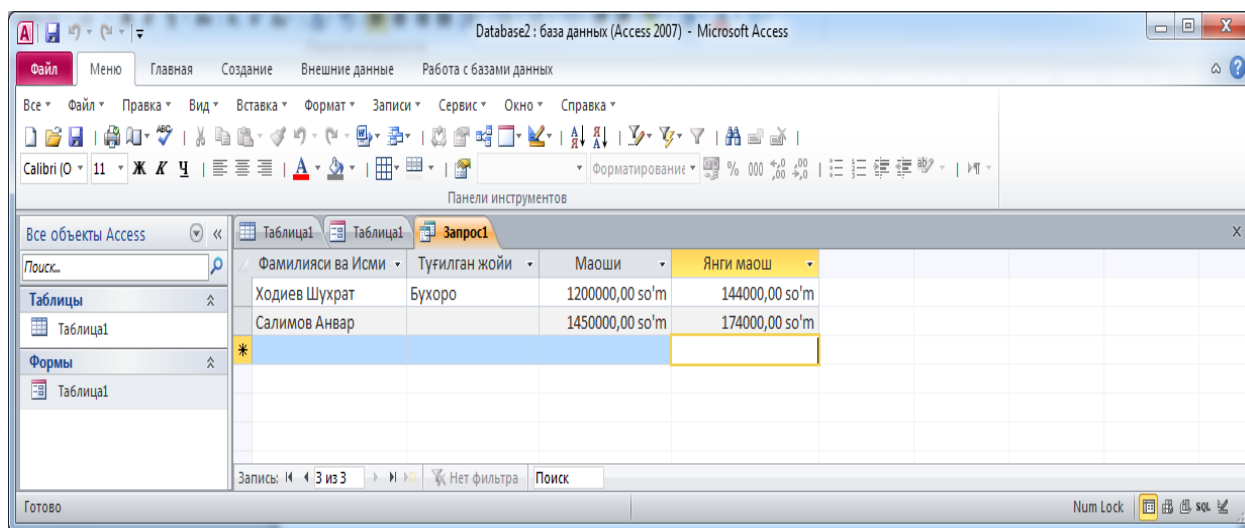 Database2 : база данных (Access 2007) - Microsoft Access
Файл Меню Главная Создание Внешние данные Работа с базами данных
Все Файл Правка Вид Вставка Формат Записи Сервис Окно Справка
Calibri (О 11 Ж К Ч Форматирование % 000
Панели инструментов
Все объекты Access « Таблица1 Таблица1 Запрос1 x
Поиск... Фамилияси ва Исми Туғилган жойи Маоши Янги маош
Таблицы Ходиев Шухрат Бухоро 1200000,00 so'm 144000,00 so'm
Таблица1 Салимов Анвар 1450000,00 so'm 174000,00 so'm
Формы
Таблица1
Запись: 3 из 3 Нет фильтра Поиск
Готово Num Lock SQL